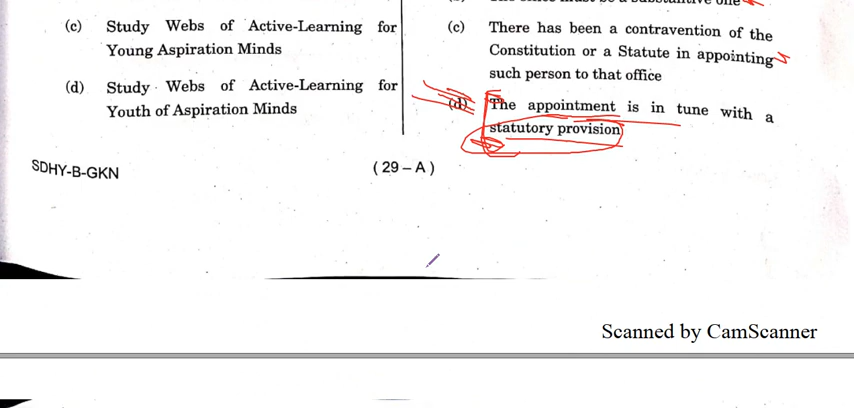 (c) Study Webs of Active-Learning for
Young Aspiration Minds
(d) Study Webs of Active-Learning for
Youth of Aspiration Minds
(c) There has been a contravention of the
Constitution or a Statute in appointing
such person to that office
(d) The appointment is in tune with a
statutory provision
SDHY-B-GKN
( 29 – A )
Scanned by CamScanner